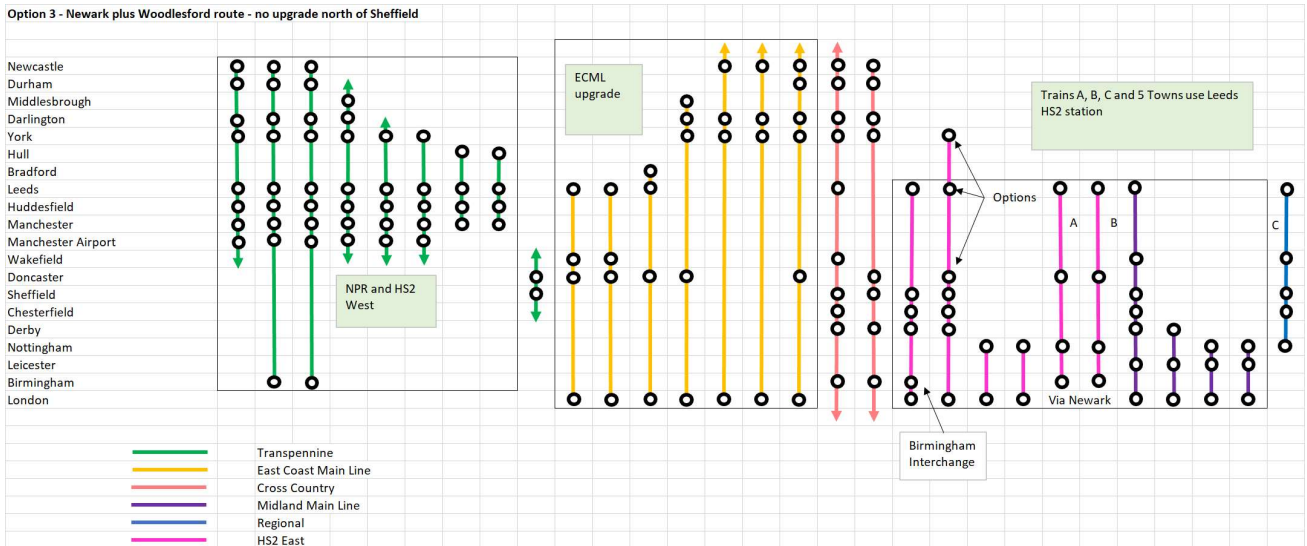 Option 3 - Newark plus Woodlesford route - no upgrade north of Sheffield
Newcastle
Durham
Middlesbrough
Darlington
York
Hull
Bradford
Leeds
Huddesfield
Manchester
Manchester Airport
Wakefield
Doncaster
Sheffield
Chesterfield
Derby
Nottingham
Leicester
Birmingham
London
NPR and HS2
West
ECML
upgrade
Trains A, B, C and 5 Towns use Leeds
HS2 station
Options
A
B
C
Via Newark
Birmingham
Interchange
Transpennine
East Coast Main Line
Cross Country
Midland Main Line
Regional
HS2 East